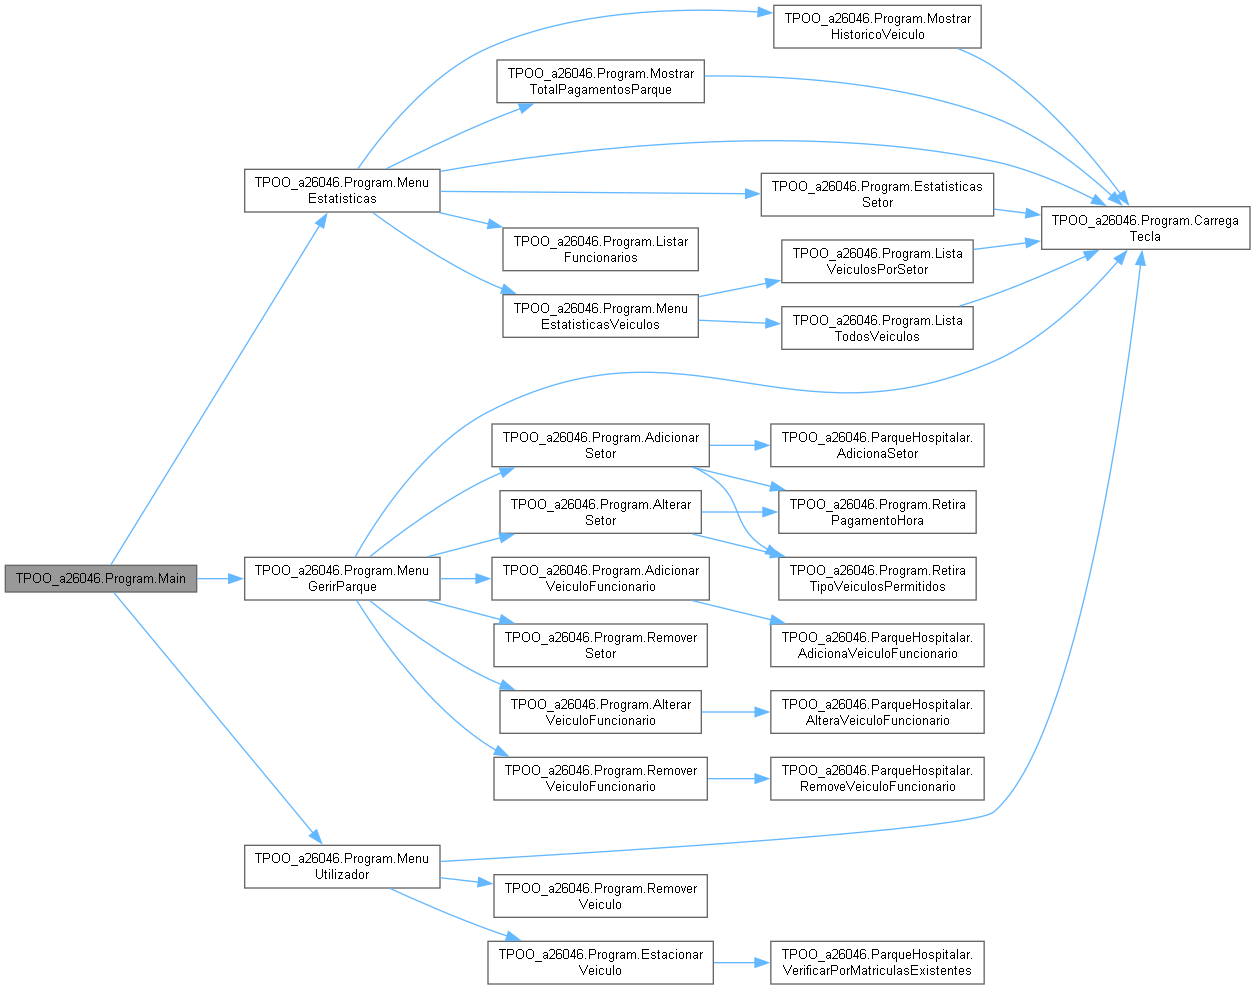 TPOO_a26046.Program.Mostrar
HistoricoVeiculo
TPOO_a26046.Program.Mostrar
TotalPagamentosParque
TPOO_a26046.Program.Menu
Estatisticas
TPOO_a26046.Program.Estatisticas
Setor
TPOO_a26046.Program.Carrega
Tecla
TPOO_a26046.Program.Listar
Funcionarios
TPOO_a26046.Program.Lista
VeiculosPorSetor
TPOO_a26046.Program.Menu
EstatisticasVeiculos
TPOO_a26046.Program.Lista
TodosVeiculos
TPOO_a26046.Program.Adicionar
Setor
TPOO_a26046.ParqueHospitalar.
AdicionaSetor
TPOO_a26046.Program.Alterar
Setor
TPOO_a26046.Program.Retira
PagamentoHora
TPOO_a26046.Program.Main
TPOO_a26046.Program.Menu
GerirParque
TPOO_a26046.Program.Adicionar
VeiculoFuncionario
TPOO_a26046.Program.Retira
TipoVeiculosPermitidos
TPOO_a26046.Program.Remover
Setor
TPOO_a26046.ParqueHospitalar.
AdicionaVeiculoFuncionario
TPOO_a26046.Program.Alterar
VeiculoFuncionario
TPOO_a26046.ParqueHospitalar.
AlteraVeiculoFuncionario
TPOO_a26046.Program.Remover
VeiculoFuncionario
TPOO_a26046.ParqueHospitalar.
RemoveVeiculoFuncionario
TPOO_a26046.Program.Menu
Utilizador
TPOO_a26046.Program.Remover
Veiculo
TPOO_a26046.Program.Estacionar
Veiculo
TPOO_a26046.ParqueHospitalar.
VerificarPorMatriculasExistentes